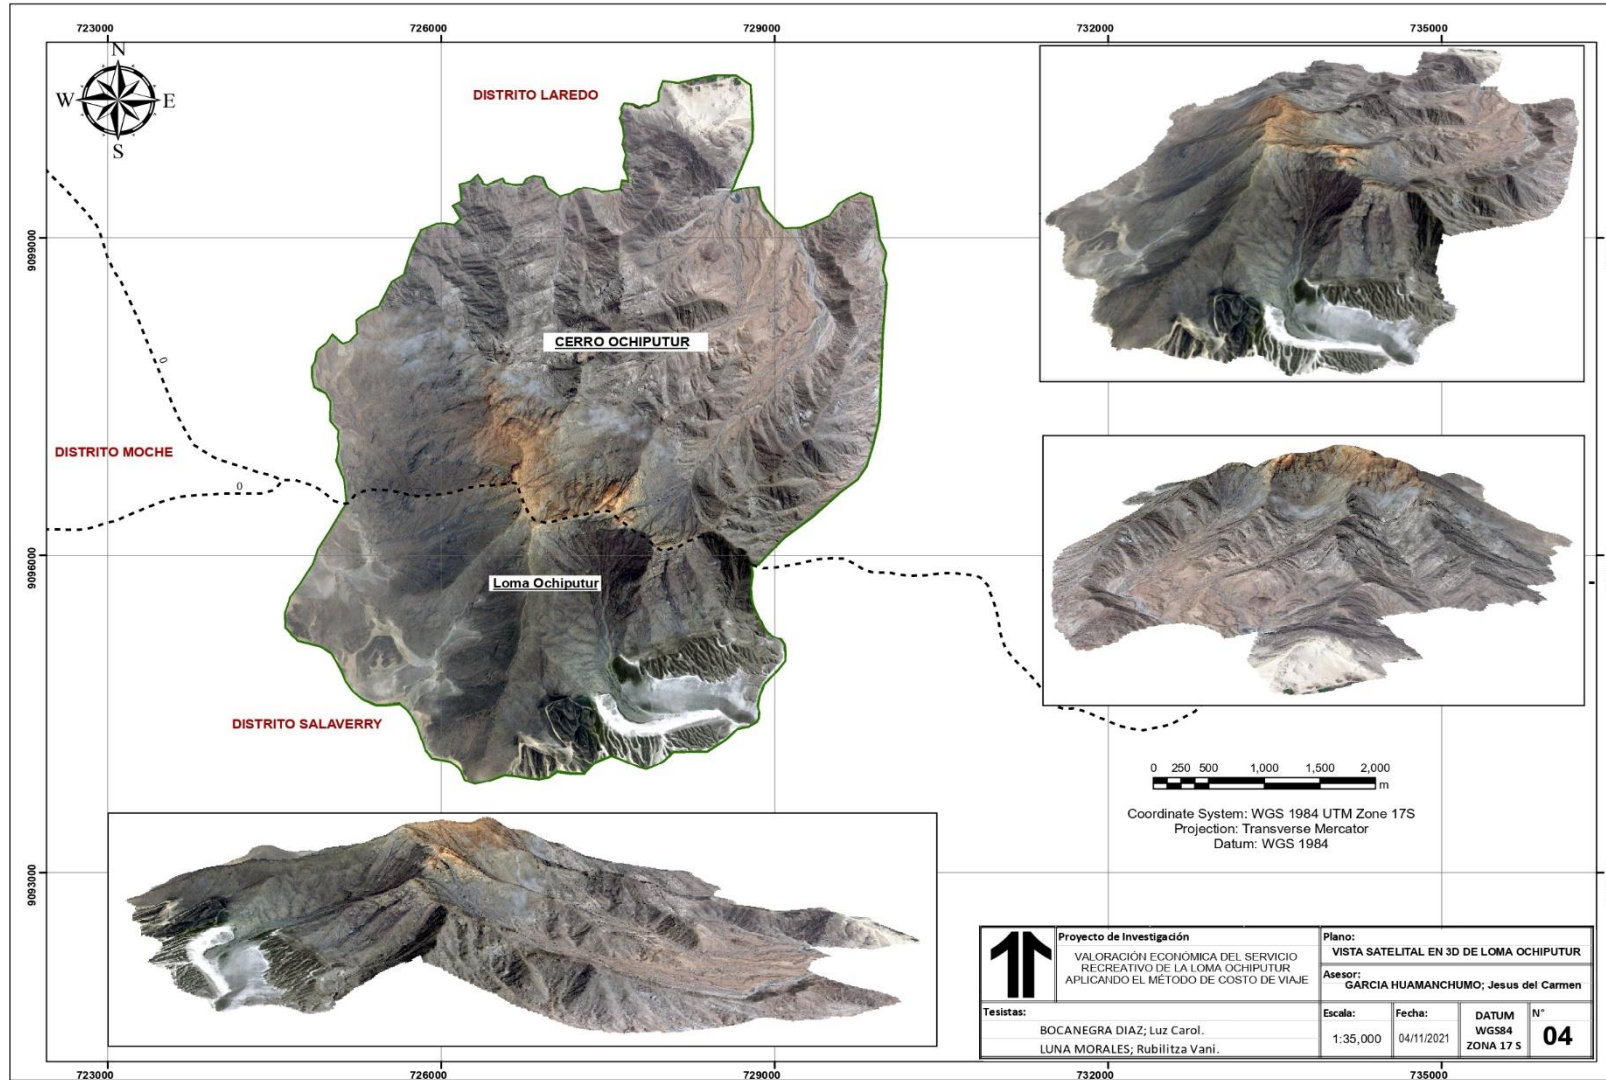 723000
726000
729000
732000
735000
N
W
E
S
DISTRITO LAREDO
9099000
CERRO OCHIPUTUR
0
DISTRITO MOCHE
0
9096000
Loma Ochiputur
DISTRITO SALAVERRY
0 250 500 1,000 1,500 2,000
m
Coordinate System: WGS 1984 UTM Zone 17S
Projection: Transverse Mercator
Datum: WGS 1984
9093000
Proyecto de Investigación
VALORACIÓN ECONÓMICA DEL SERVICIO
RECREATIVO DE LA LOMA OCHIPUTUR
APLICANDO EL MÉTODO DE COSTO DE VIAJE
Plano:
VISTA SATELITAL EN 3D DE LOMA OCHIPUTUR
Asesor:
GARCIA HUAMANCHUMO; Jesus del Carmen
Tesistas:
BOCANEGRA DIAZ; Luz Carol.
LUNA MORALES; Rubilitza Vani.
Escala:
1:35,000
Fecha:
04/11/2021
DATUM
WGS84
ZONA 17 S
N°
04
723000
726000
729000
732000
735000